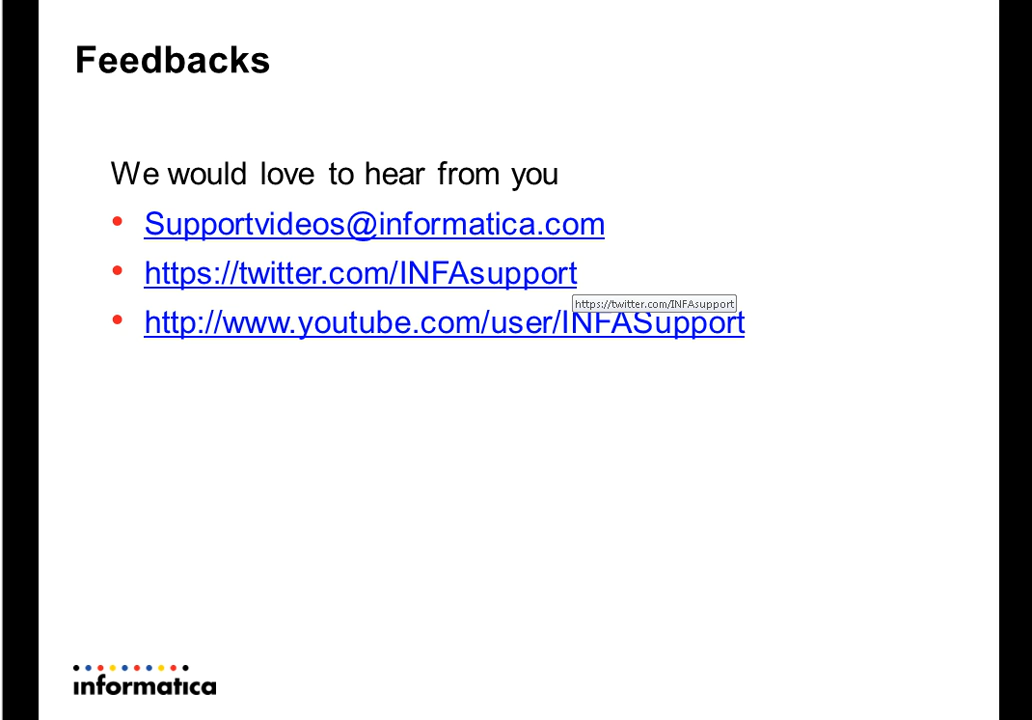 Feedbacks
We would love to hear from you
• Supportvideos@informatica.com
• https://twitter.com/INFAsupport
https://twitter.com/INFAsupport
• http://www.youtube.com/user/INFASupport
informatica